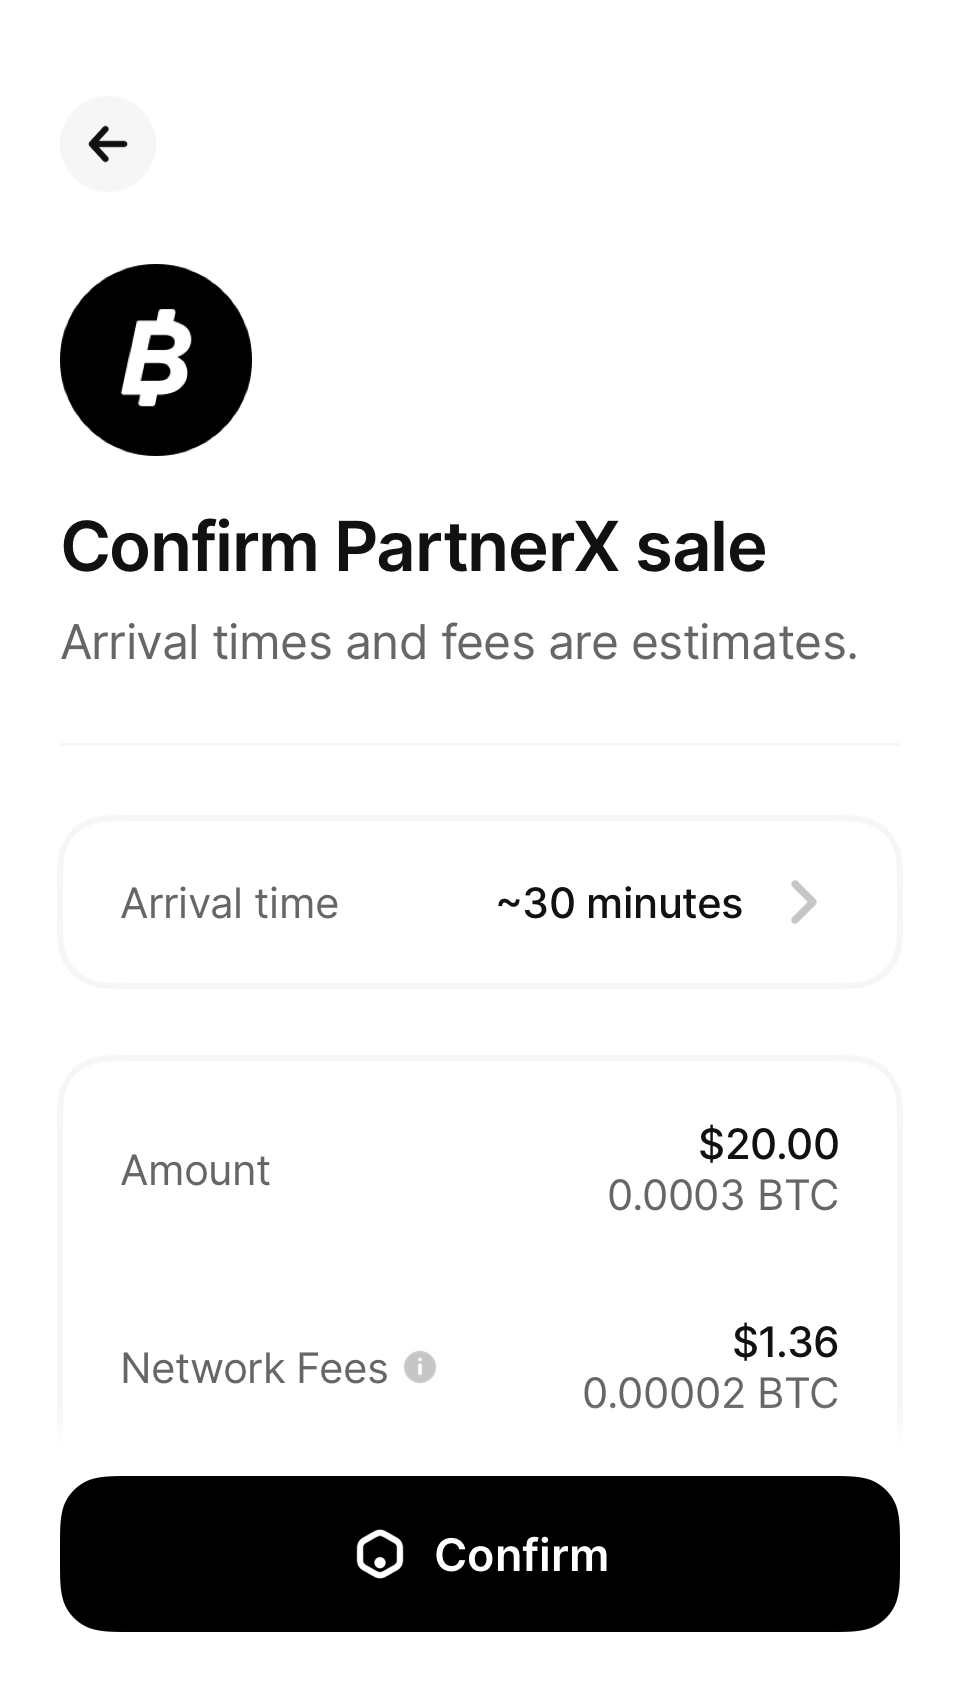 Confirm PartnerX sale
Arrival times and fees are estimates.
Arrival time ~30 minutes
Amount $20.00
0.0003 BTC
Network Fees $1.36
0.00002 BTC
Confirm